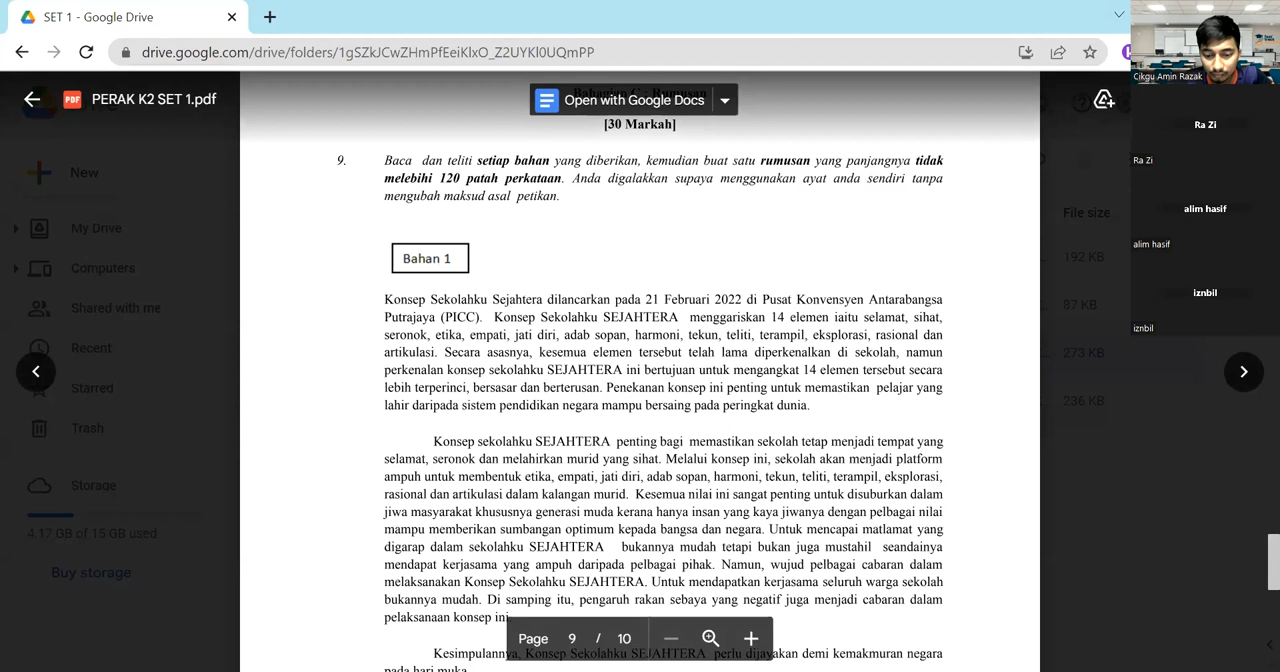 SET 1 - Google Drive
drive.google.com/drive/folders/1gSZkJCwZHmPfEeiKlxO_Z2UYKl0UQmPP
PERAK K2 SET 1.pdf
Open with Google Docs
[30 Markah]
9. Baca dan teliti setiap bahan yang diberikan, kemudian buat satu rumusan yang panjangnya tidak
melebihi 120 patah perkataan. Anda digalakkan supaya menggunakan ayat anda sendiri tanpa
mengubah maksud asal petikan.
Bahan 1
Konsep Sekolahku Sejahtera dilancarkan pada 21 Februari 2022 di Pusat Konvensyen Antarabangsa
Putrajaya (PICC). Konsep Sekolahku SEJAHTERA menggariskan 14 elemen iaitu selamat, sihat,
seronok, etika, empati, jati diri, adab sopan, harmoni, tekun, teliti, terampil, eksplorasi, rasional dan
artikulasi. Secara asasnya, kesemua elemen tersebut telah lama diperkenalkan di sekolah, namun
perkenalan konsep sekolahku SEJAHTERA ini bertujuan untuk mengangkat 14 elemen tersebut secara
lebih terperinci, bersasar dan berterusan. Penekanan konsep ini penting untuk memastikan pelajar yang
lahir daripada sistem pendidikan negara mampu bersaing pada peringkat dunia.
Konsep sekolahku SEJAHTERA penting bagi memastikan sekolah tetap menjadi tempat yang
selamat, seronok dan melahirkan murid yang sihat. Melalui konsep ini, sekolah akan menjadi platform
ampuh untuk membentuk etika, empati, jati diri, adab sopan, harmoni, tekun, teliti, terampil, eksplorasi,
rasional dan artikulasi dalam kalangan murid. Kesemua nilai ini sangat penting untuk disuburkan dalam
jiwa masyarakat khususnya generasi muda kerana hanya insan yang kaya jiwanya dengan pelbagai nilai
mampu memberikan sumbangan optimum kepada bangsa dan negara. Untuk mencapai matlamat yang
digarap dalam sekolahku SEJAHTERA bukannya mudah tetapi bukan juga mustahil seandainya
mendapat kerjasama yang ampuh daripada pelbagai pihak. Namun, wujud pelbagai cabaran dalam
melaksanakan Konsep Sekolahku SEJAHTERA. Untuk mendapatkan kerjasama seluruh warga sekolah
bukannya mudah. Di samping itu, pengaruh rakan sebaya yang negatif juga menjadi cabaran dalam
pelaksanaan konsep ini.
Kesimpulannya, Konsep Sekolahku SEJAHTERA perlu dijayakan demi kemakmuran negara
pada hari muka.
Page 9 / 10
New
My Drive
Computers
Shared with me
Recent
Starred
Trash
Storage
4.17 GB of 15 GB used
Buy storage
File size
192 KB
87 KB
273 KB
236 KB
Cikgu Amin Razak
Ra Zi
Ra Zi
alim hasif
alim hasif
iznbil
iznbil